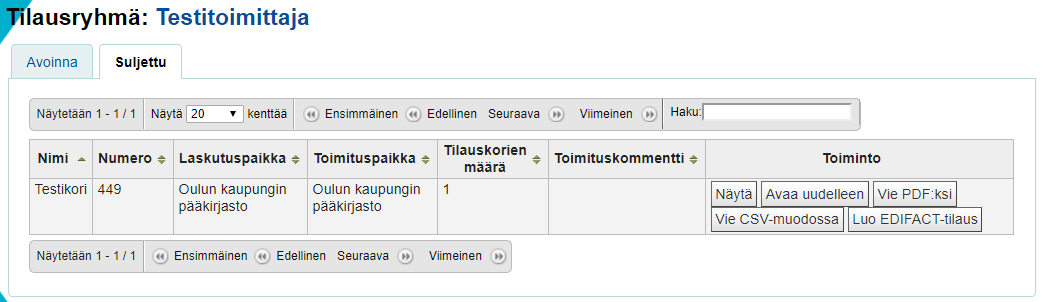 Tilausryhmä: Testitoimittaja
Avoinna Suljettu
Näytetään 1 - 1 / 1 Näytä 20 kenttää Ensimmäinen Edellinen Seuraava Viimeinen Haku:
Nimi Numero Laskutuspaikka Toimituspaikka Tilauskorien määrä Toimituskommentti Toiminto
Testikori 449 Oulun kaupungin pääkirjasto Oulun kaupungin pääkirjasto 1 Näytä Avaa uudelleen Vie PDF:ksi
Vie CSV-muodossa Luo EDIFACT-tilaus
Näytetään 1 - 1 / 1 Ensimmäinen Edellinen Seuraava Viimeinen